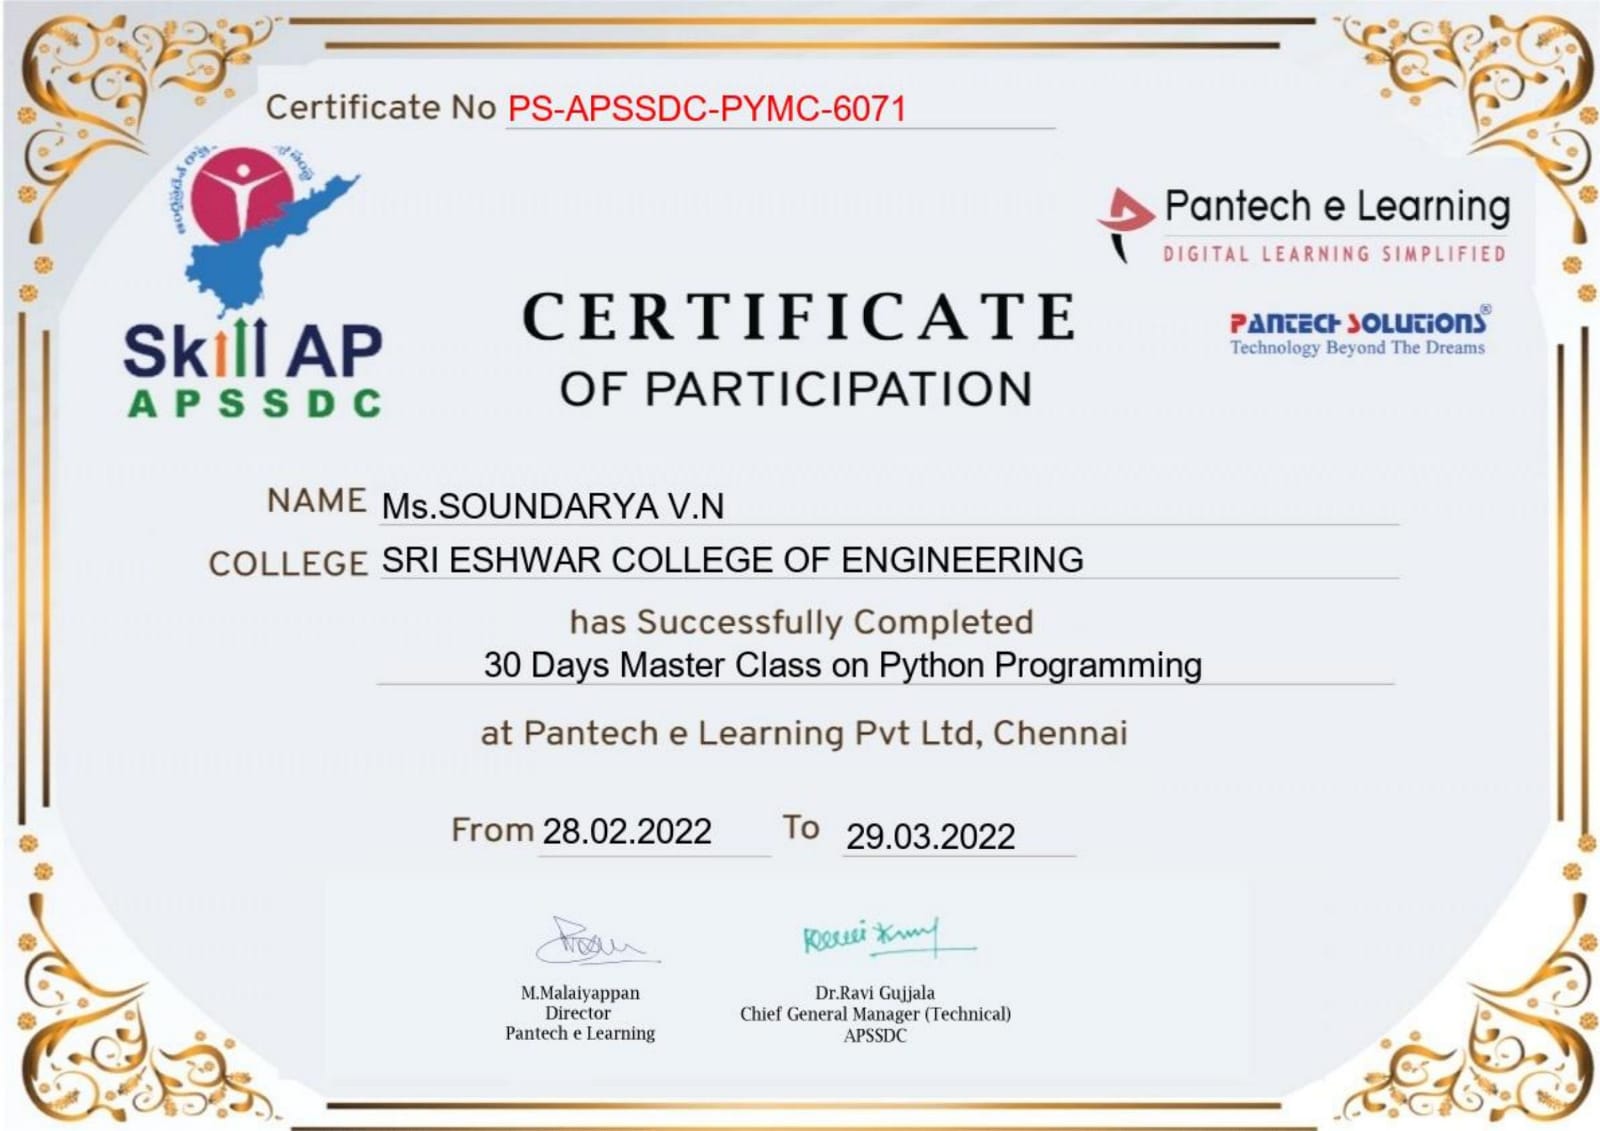 Certificate No PS-APSSDC-PYMC-6071
Skill AP
APSSDC
Pantech e Learning
DIGITAL LEARNING SIMPLIFIED
PANTECH SOLUTIONS®
Technology Beyond The Dreams
CERTIFICATE
OF PARTICIPATION
NAME Ms.SOUNDARYA V.N
COLLEGE SRI ESHWAR COLLEGE OF ENGINEERING
has Successfully Completed
30 Days Master Class on Python Programming
at Pantech e Learning Pvt Ltd, Chennai
From 28.02.2022 To 29.03.2022
M.Malaiyappan
Director
Pantech e Learning
Dr.Ravi Gujjala
Chief General Manager (Technical)
APSSDC